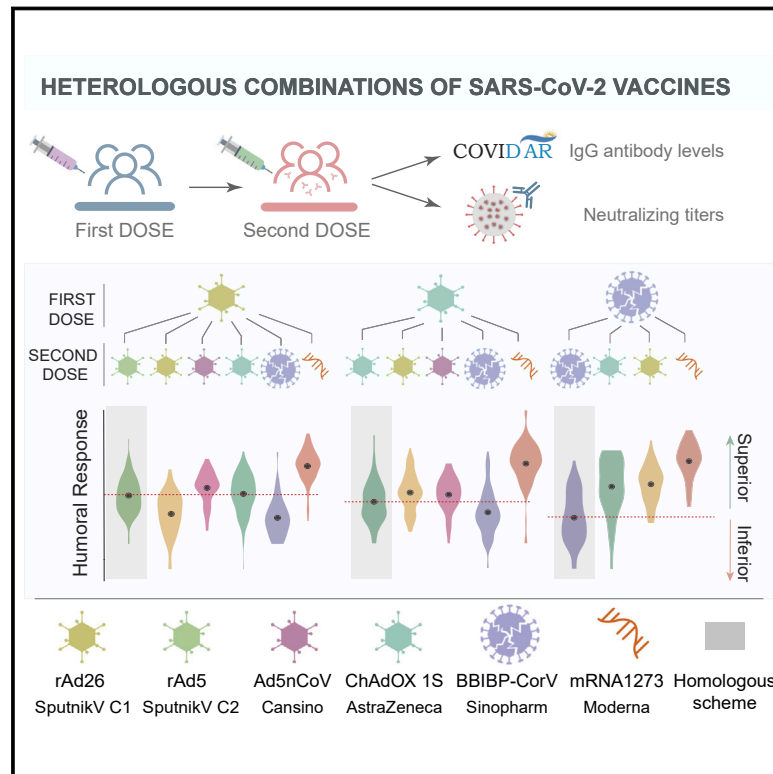 HETEROLOGOUS COMBINATIONS OF SARS-CoV-2 VACCINES
COVIDAR IgG antibody levels
First DOSE
Second DOSE
Neutralizing titers
FIRST
DOSE
SECOND
DOSE
Humoral Response
Superior
Inferior
rAd26
SputnikV C1
rAd5
SputnikV C2
Ad5nCoV
Cansino
ChAdOX 1S
AstraZeneca
BBIBP-CorV
Sinopharm
mRNA1273
Moderna
Homologous
scheme